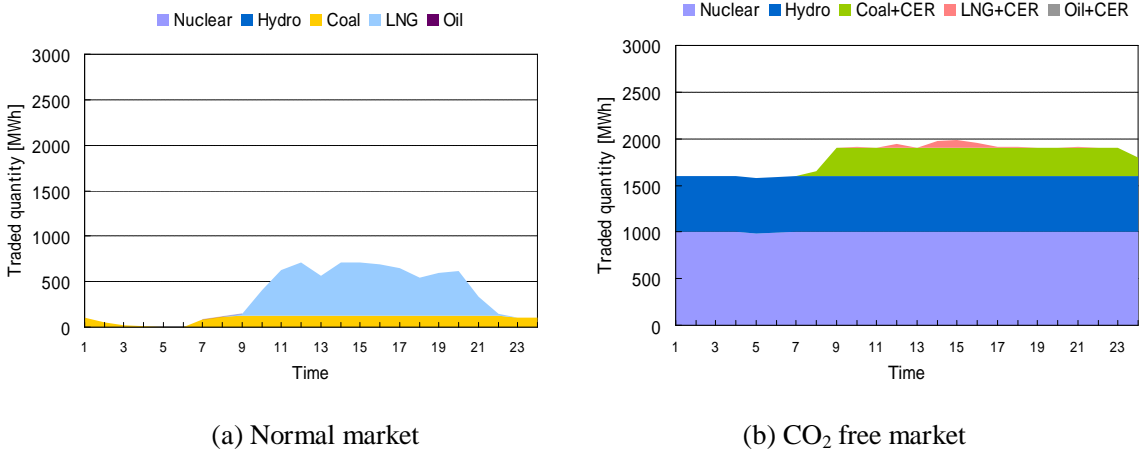 Nuclear Hydro Coal LNG Oil
3000
2500
2000
1500
1000
500
0
Traded quantity [MWh]
1 3 5 7 9 11 13 15 17 19 21 23
Time
(a) Normal market
Nuclear Hydro Coal+CER LNG+CER Oil+CER
3000
2500
2000
1500
1000
500
0
Traded quantity [MWh]
1 3 5 7 9 11 13 15 17 19 21 23
Time
(b) CO₂ free market